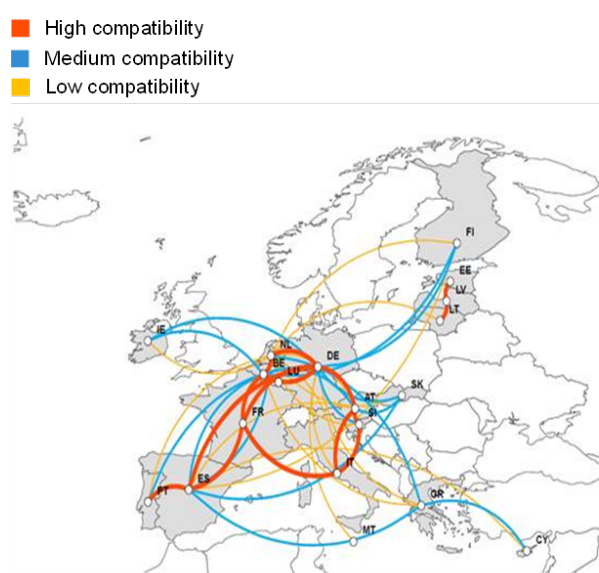 High compatibility
Medium compatibility
Low compatibility
FI
EE
LV
LT
IE
NL
DE
BE
LU
SK
AT
SI
FR
IT
ES
PT
GR
MT
CY